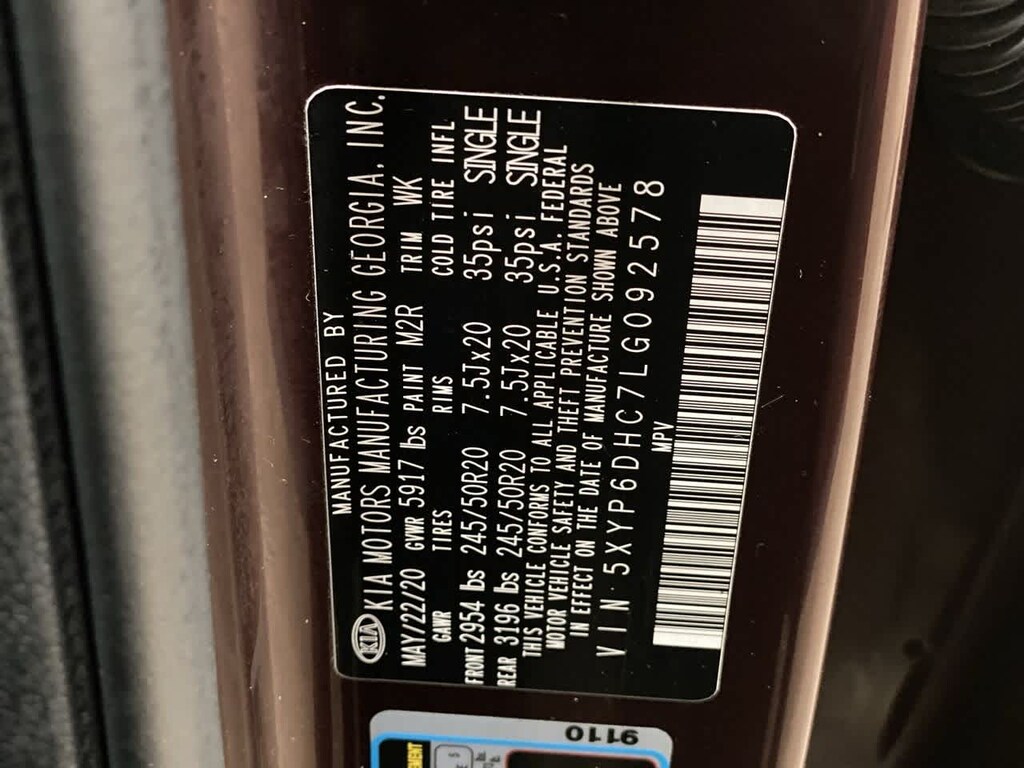 MANUFACTURED BY
KIA KIA MOTORS MANUFACTURING GEORGIA, INC.
MAY/22/20 GVWR 5917 lbs PAINT M2R TRIM WK
GAWR TIRES RIMS COLD TIRE INFL
FRONT 2954 lbs 245/50R20 7.5Jx20 35psi SINGLE
REAR 3196 lbs 245/50R20 7.5Jx20 35psi SINGLE
THIS VEHICLE CONFORMS TO ALL APPLICABLE U.S.A. FEDERAL
MOTOR VEHICLE SAFETY AND THEFT PREVENTION STANDARDS
IN EFFECT ON THE DATE OF MANUFACTURE SHOWN ABOVE
VIN 5XYP6DHC7LG092578
MPV
9110